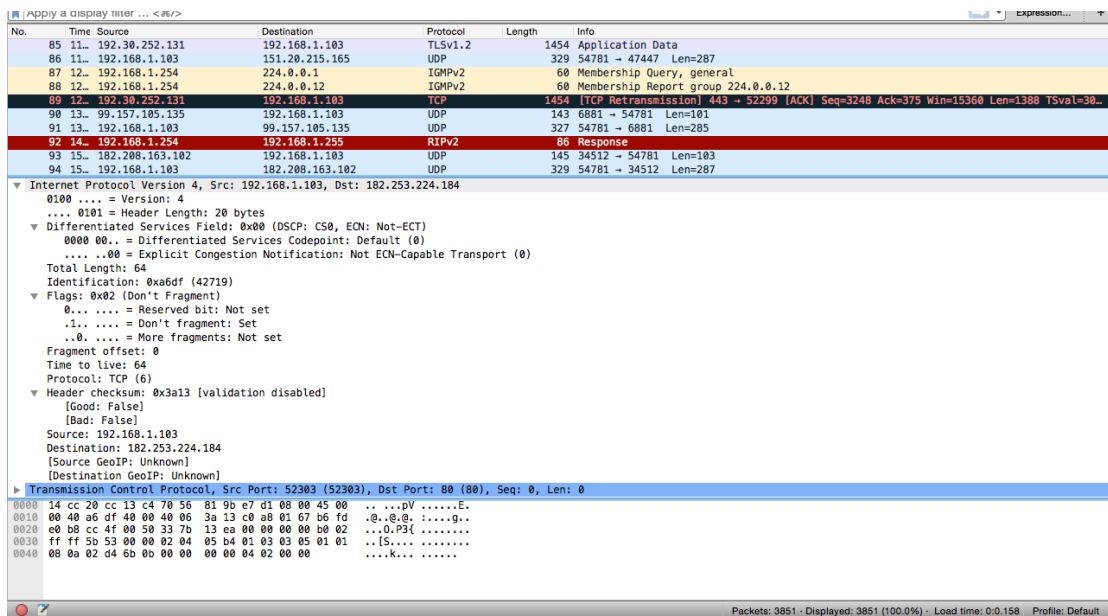 Apply a display filter ... <⌘/> Expression... +
No. Time Source Destination Protocol Length Info
85 11… 192.30.252.131 192.168.1.103 TLSv1.2 1454 Application Data
86 11… 192.168.1.103 151.20.215.165 UDP 329 54781 → 47447 Len=287
87 12… 192.168.1.254 224.0.0.1 IGMPv2 60 Membership Query, general
88 12… 192.168.1.254 224.0.0.12 IGMPv2 60 Membership Report group 224.0.0.12
89 12… 192.30.252.131 192.168.1.103 TCP 1454 [TCP Retransmission] 443 → 52299 [ACK] Seq=3248 Ack=375 Win=15360 Len=1388 TSval=30…
90 13… 99.157.105.135 192.168.1.103 UDP 143 6881 → 54781 Len=101
91 13… 192.168.1.103 99.157.105.135 UDP 327 54781 → 6881 Len=285
92 14… 192.168.1.254 192.168.1.255 RIPv2 86 Response
93 15… 182.208.163.102 192.168.1.103 UDP 145 34512 → 54781 Len=103
94 15… 192.168.1.103 182.208.163.102 UDP 329 54781 → 34512 Len=287
Internet Protocol Version 4, Src: 192.168.1.103, Dst: 182.253.224.184
0100 .... = Version: 4
.... 0101 = Header Length: 20 bytes
Differentiated Services Field: 0x00 (DSCP: CS0, ECN: Not-ECT)
0000 00.. = Differentiated Services Codepoint: Default (0)
.... ..00 = Explicit Congestion Notification: Not ECN-Capable Transport (0)
Total Length: 64
Identification: 0xa6df (42719)
Flags: 0x02 (Don't Fragment)
0... .... = Reserved bit: Not set
.1.. .... = Don't fragment: Set
..0. .... = More fragments: Not set
Fragment offset: 0
Time to live: 64
Protocol: TCP (6)
Header checksum: 0x3a13 [validation disabled]
[Good: False]
[Bad: False]
Source: 192.168.1.103
Destination: 182.253.224.184
[Source GeoIP: Unknown]
[Destination GeoIP: Unknown]
Transmission Control Protocol, Src Port: 52303 (52303), Dst Port: 80 (80), Seq: 0, Len: 0
0000 14 cc 20 cc 13 c4 70 56 81 9b e7 d1 08 00 45 00 .. ...pV ......E.
0010 00 40 a6 df 40 00 40 06 3a 13 c0 a8 01 67 b6 fd .@..@.@. :....g..
0020 e0 b8 cc 4f 00 50 33 7b 13 ea 00 00 00 00 b0 02 ...O.P3{ ........
0030 ff ff 5b 53 00 00 02 04 05 b4 01 03 03 05 01 01 ..[S.... ........
0040 08 0a 02 d4 6b 0b 00 00 00 00 04 02 00 00 ....k... ......
Packets: 3851 · Displayed: 3851 (100.0%) · Load time: 0:0.158 Profile: Default